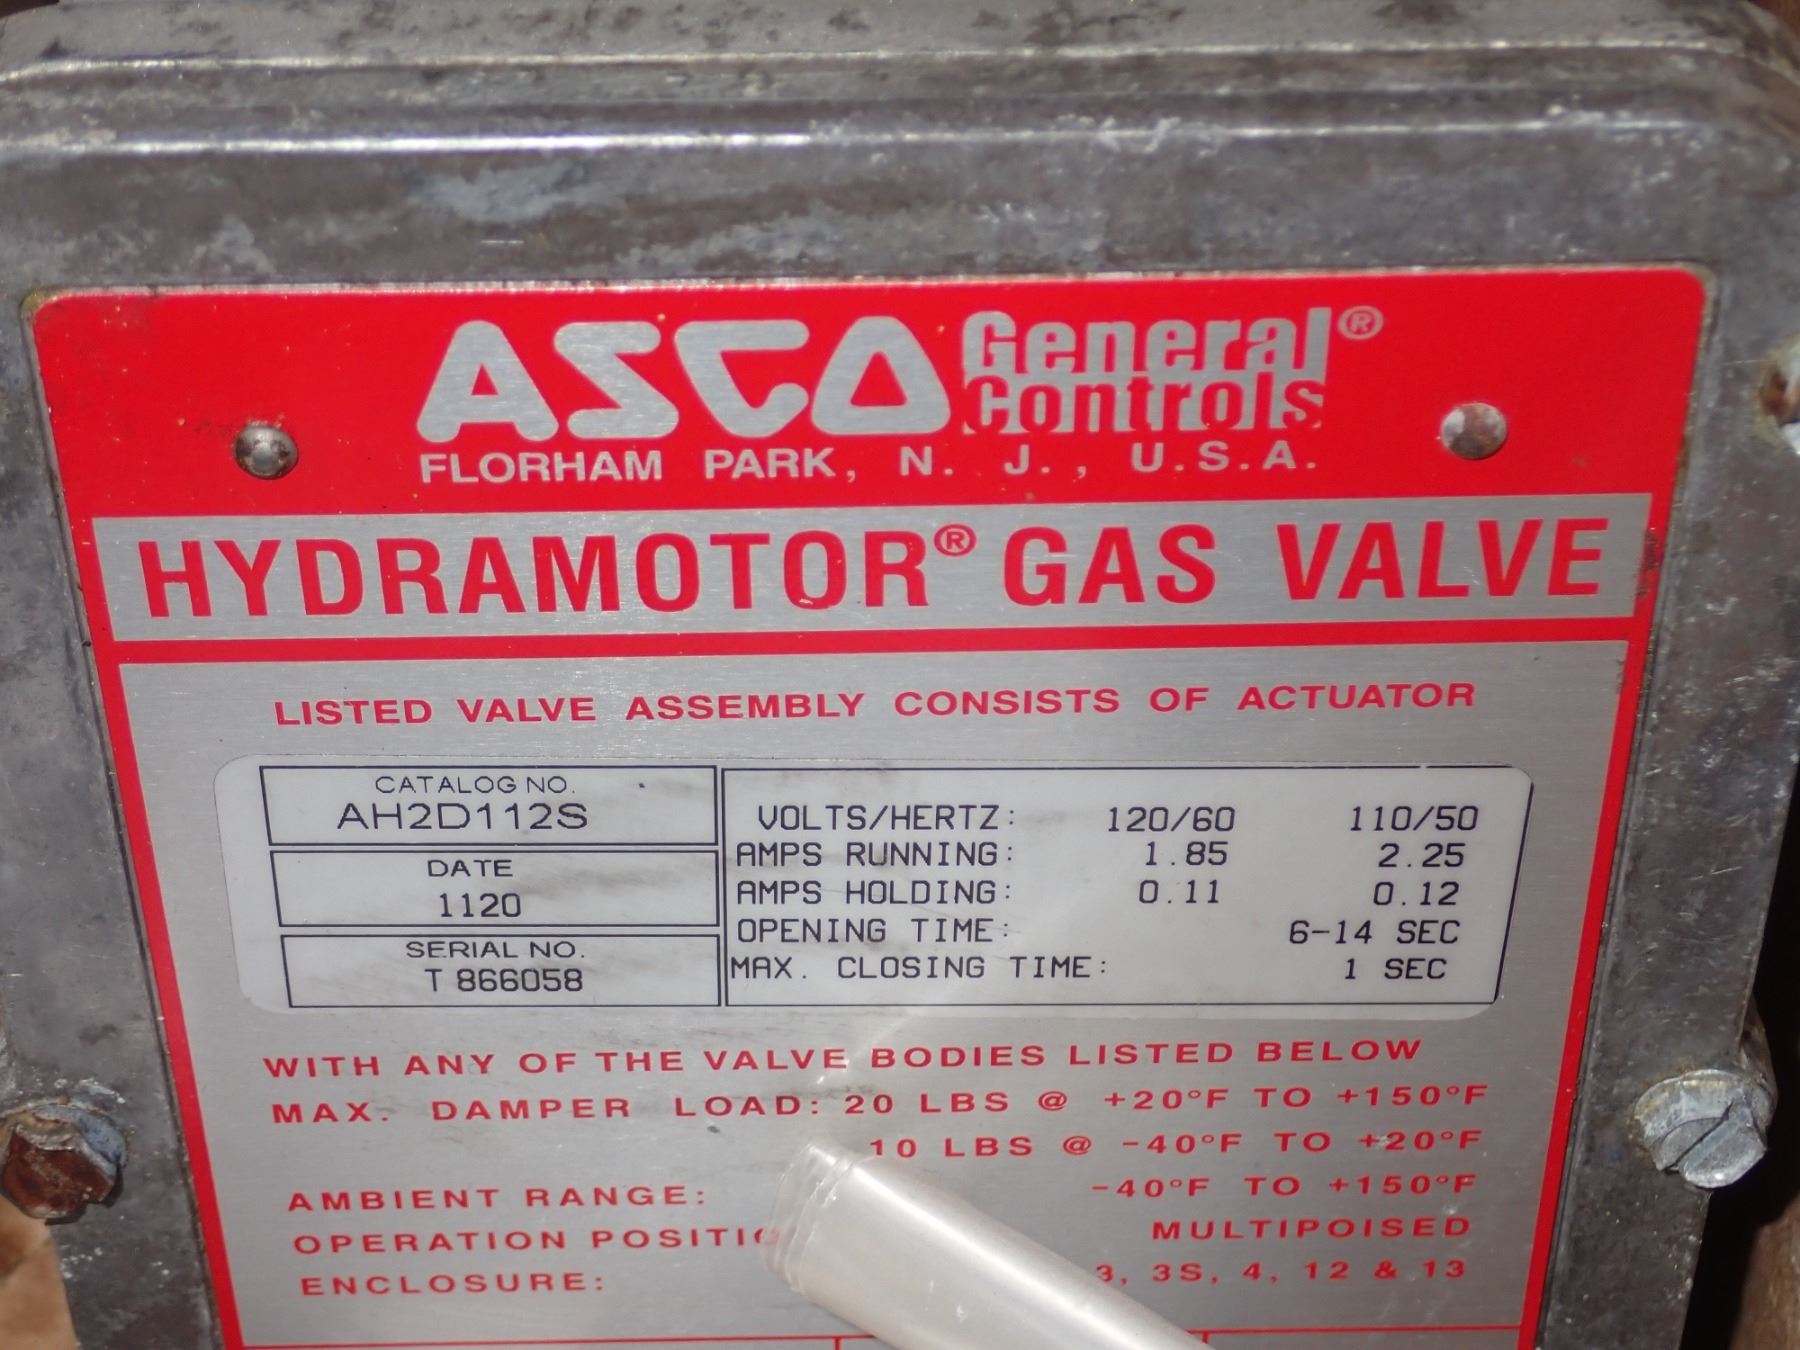 ASCO General Controls®
FLORHAM PARK, N. J., U.S.A.
HYDRAMOTOR® GAS VALVE
LISTED VALVE ASSEMBLY CONSISTS OF ACTUATOR
CATALOG NO.
AH2D112S
DATE
1120
SERIAL NO.
T 866058
VOLTS/HERTZ: 120/60 110/50
AMPS RUNNING: 1.85 2.25
AMPS HOLDING: 0.11 0.12
OPENING TIME: 6-14 SEC
MAX. CLOSING TIME: 1 SEC
WITH ANY OF THE VALVE BODIES LISTED BELOW
MAX. DAMPER LOAD: 20 LBS @ +20°F TO +150°F
10 LBS @ -40°F TO +20°F
AMBIENT RANGE: -40°F TO +150°F
OPERATION MULTIPOISED
ENCLOSURE: 3, 3S, 4, 12 & 13